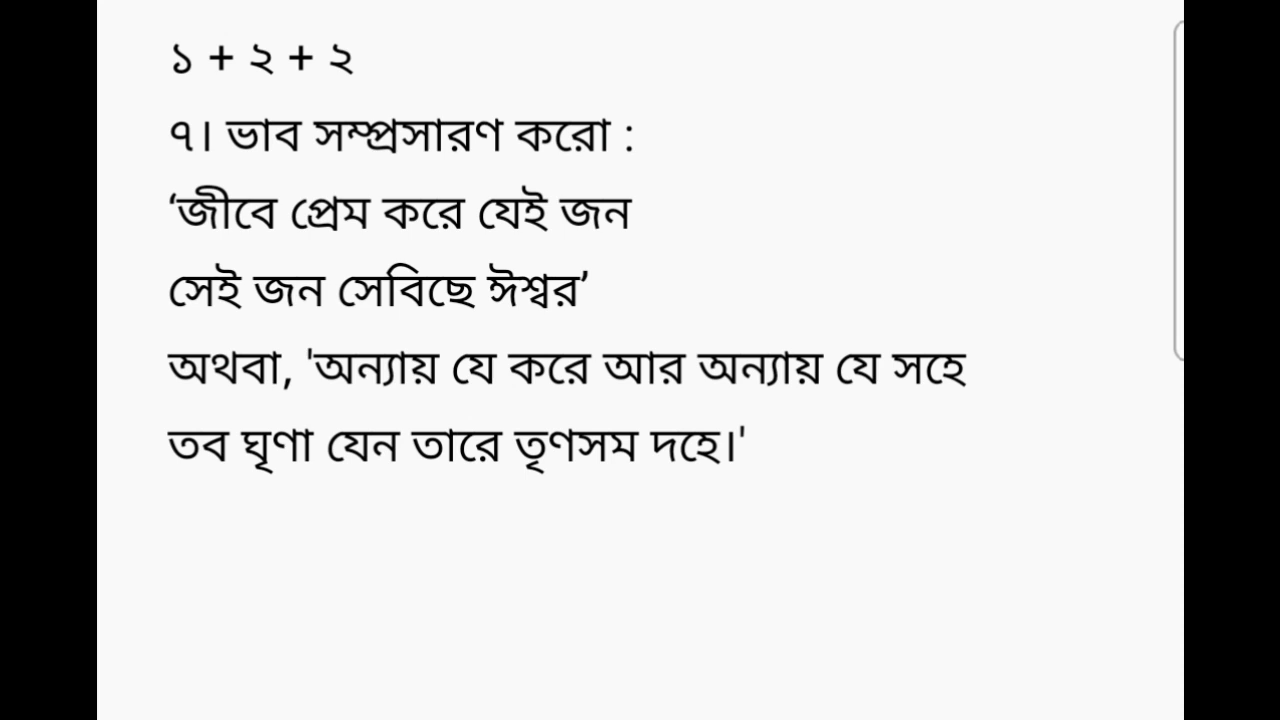 ১ + ২ + ২
৭। ভাব সম্প্রসারণ করো :
‘জীবে প্রেম করে যেই জন
সেই জন সেবিছে ঈশ্বর’
অথবা, 'অন্যায় যে করে আর অন্যায় যে সহে
তব ঘৃণা যেন তারে তৃণসম দহে।'